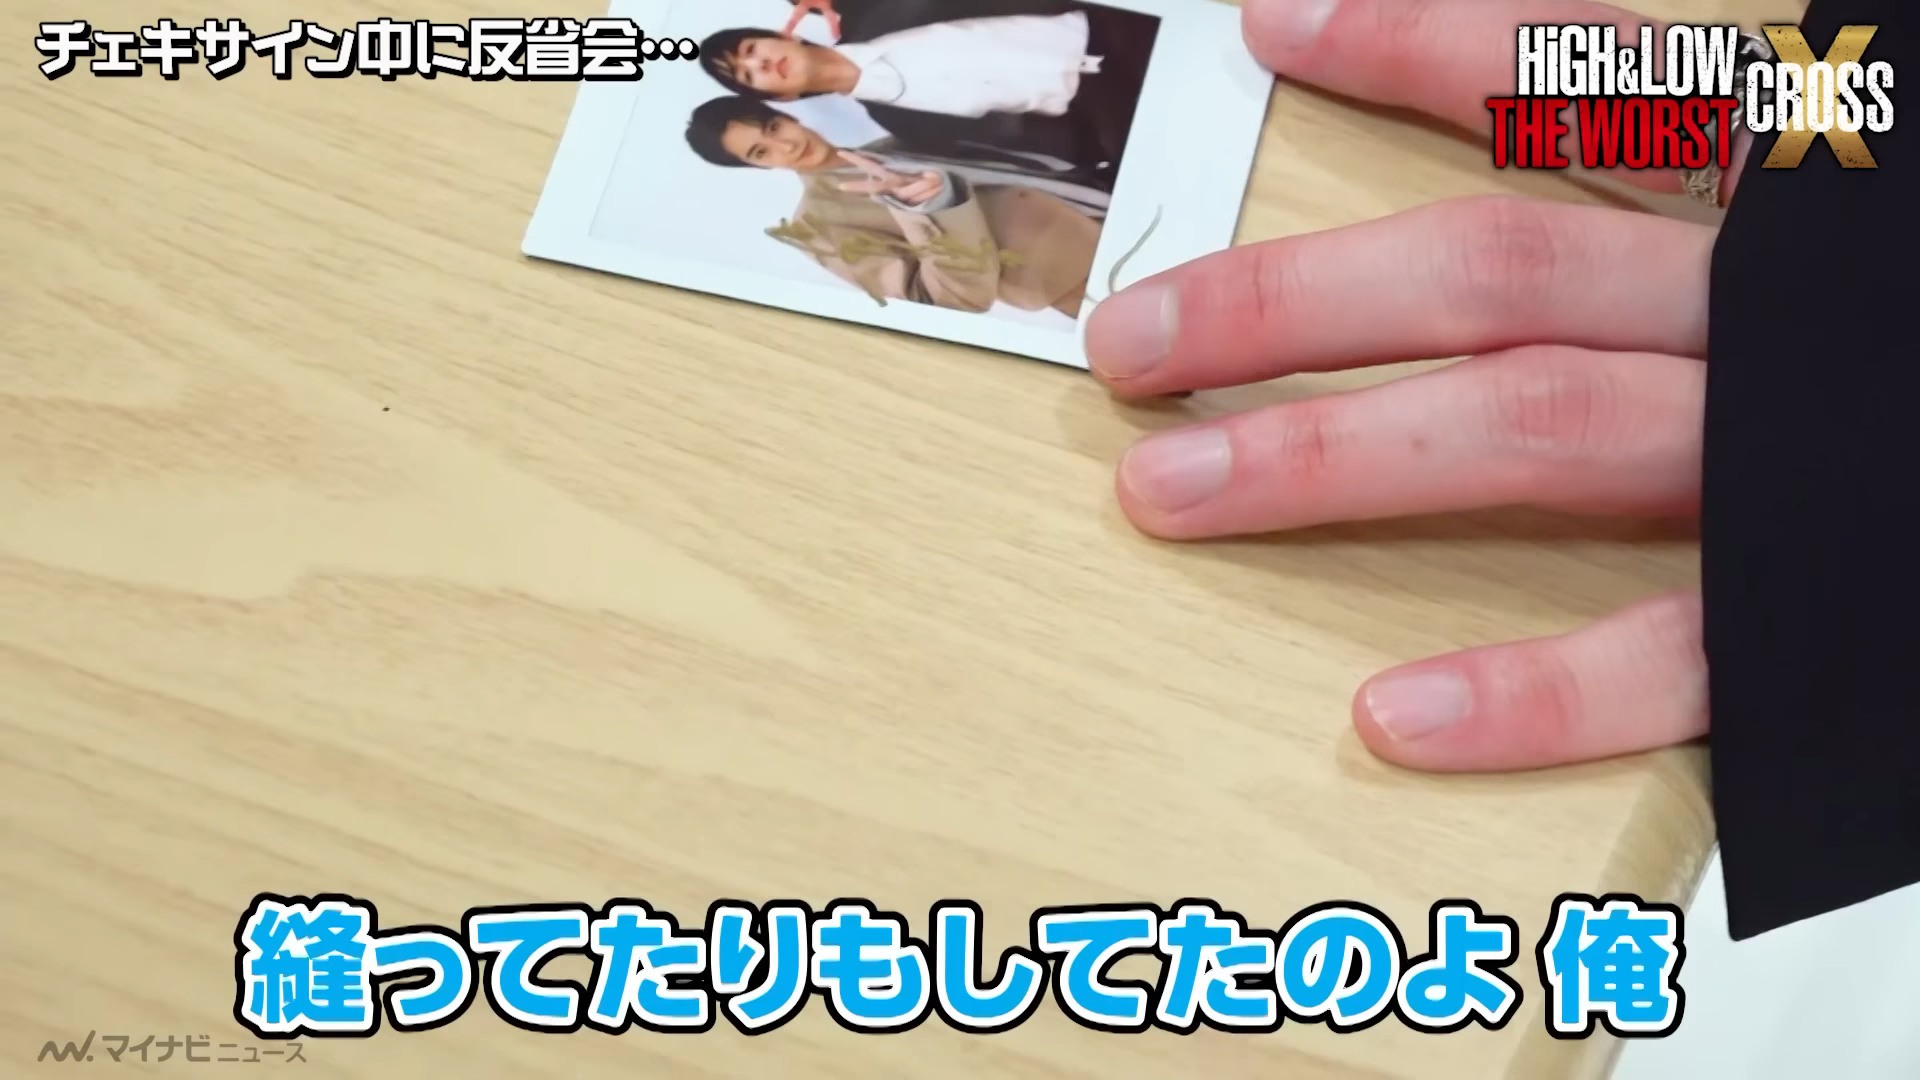 チェキサイン中に反省会…
HiGH&LOW
THE WORST
X
CROSS
縫ってたりもしてたのよ 俺
マイナビニュース